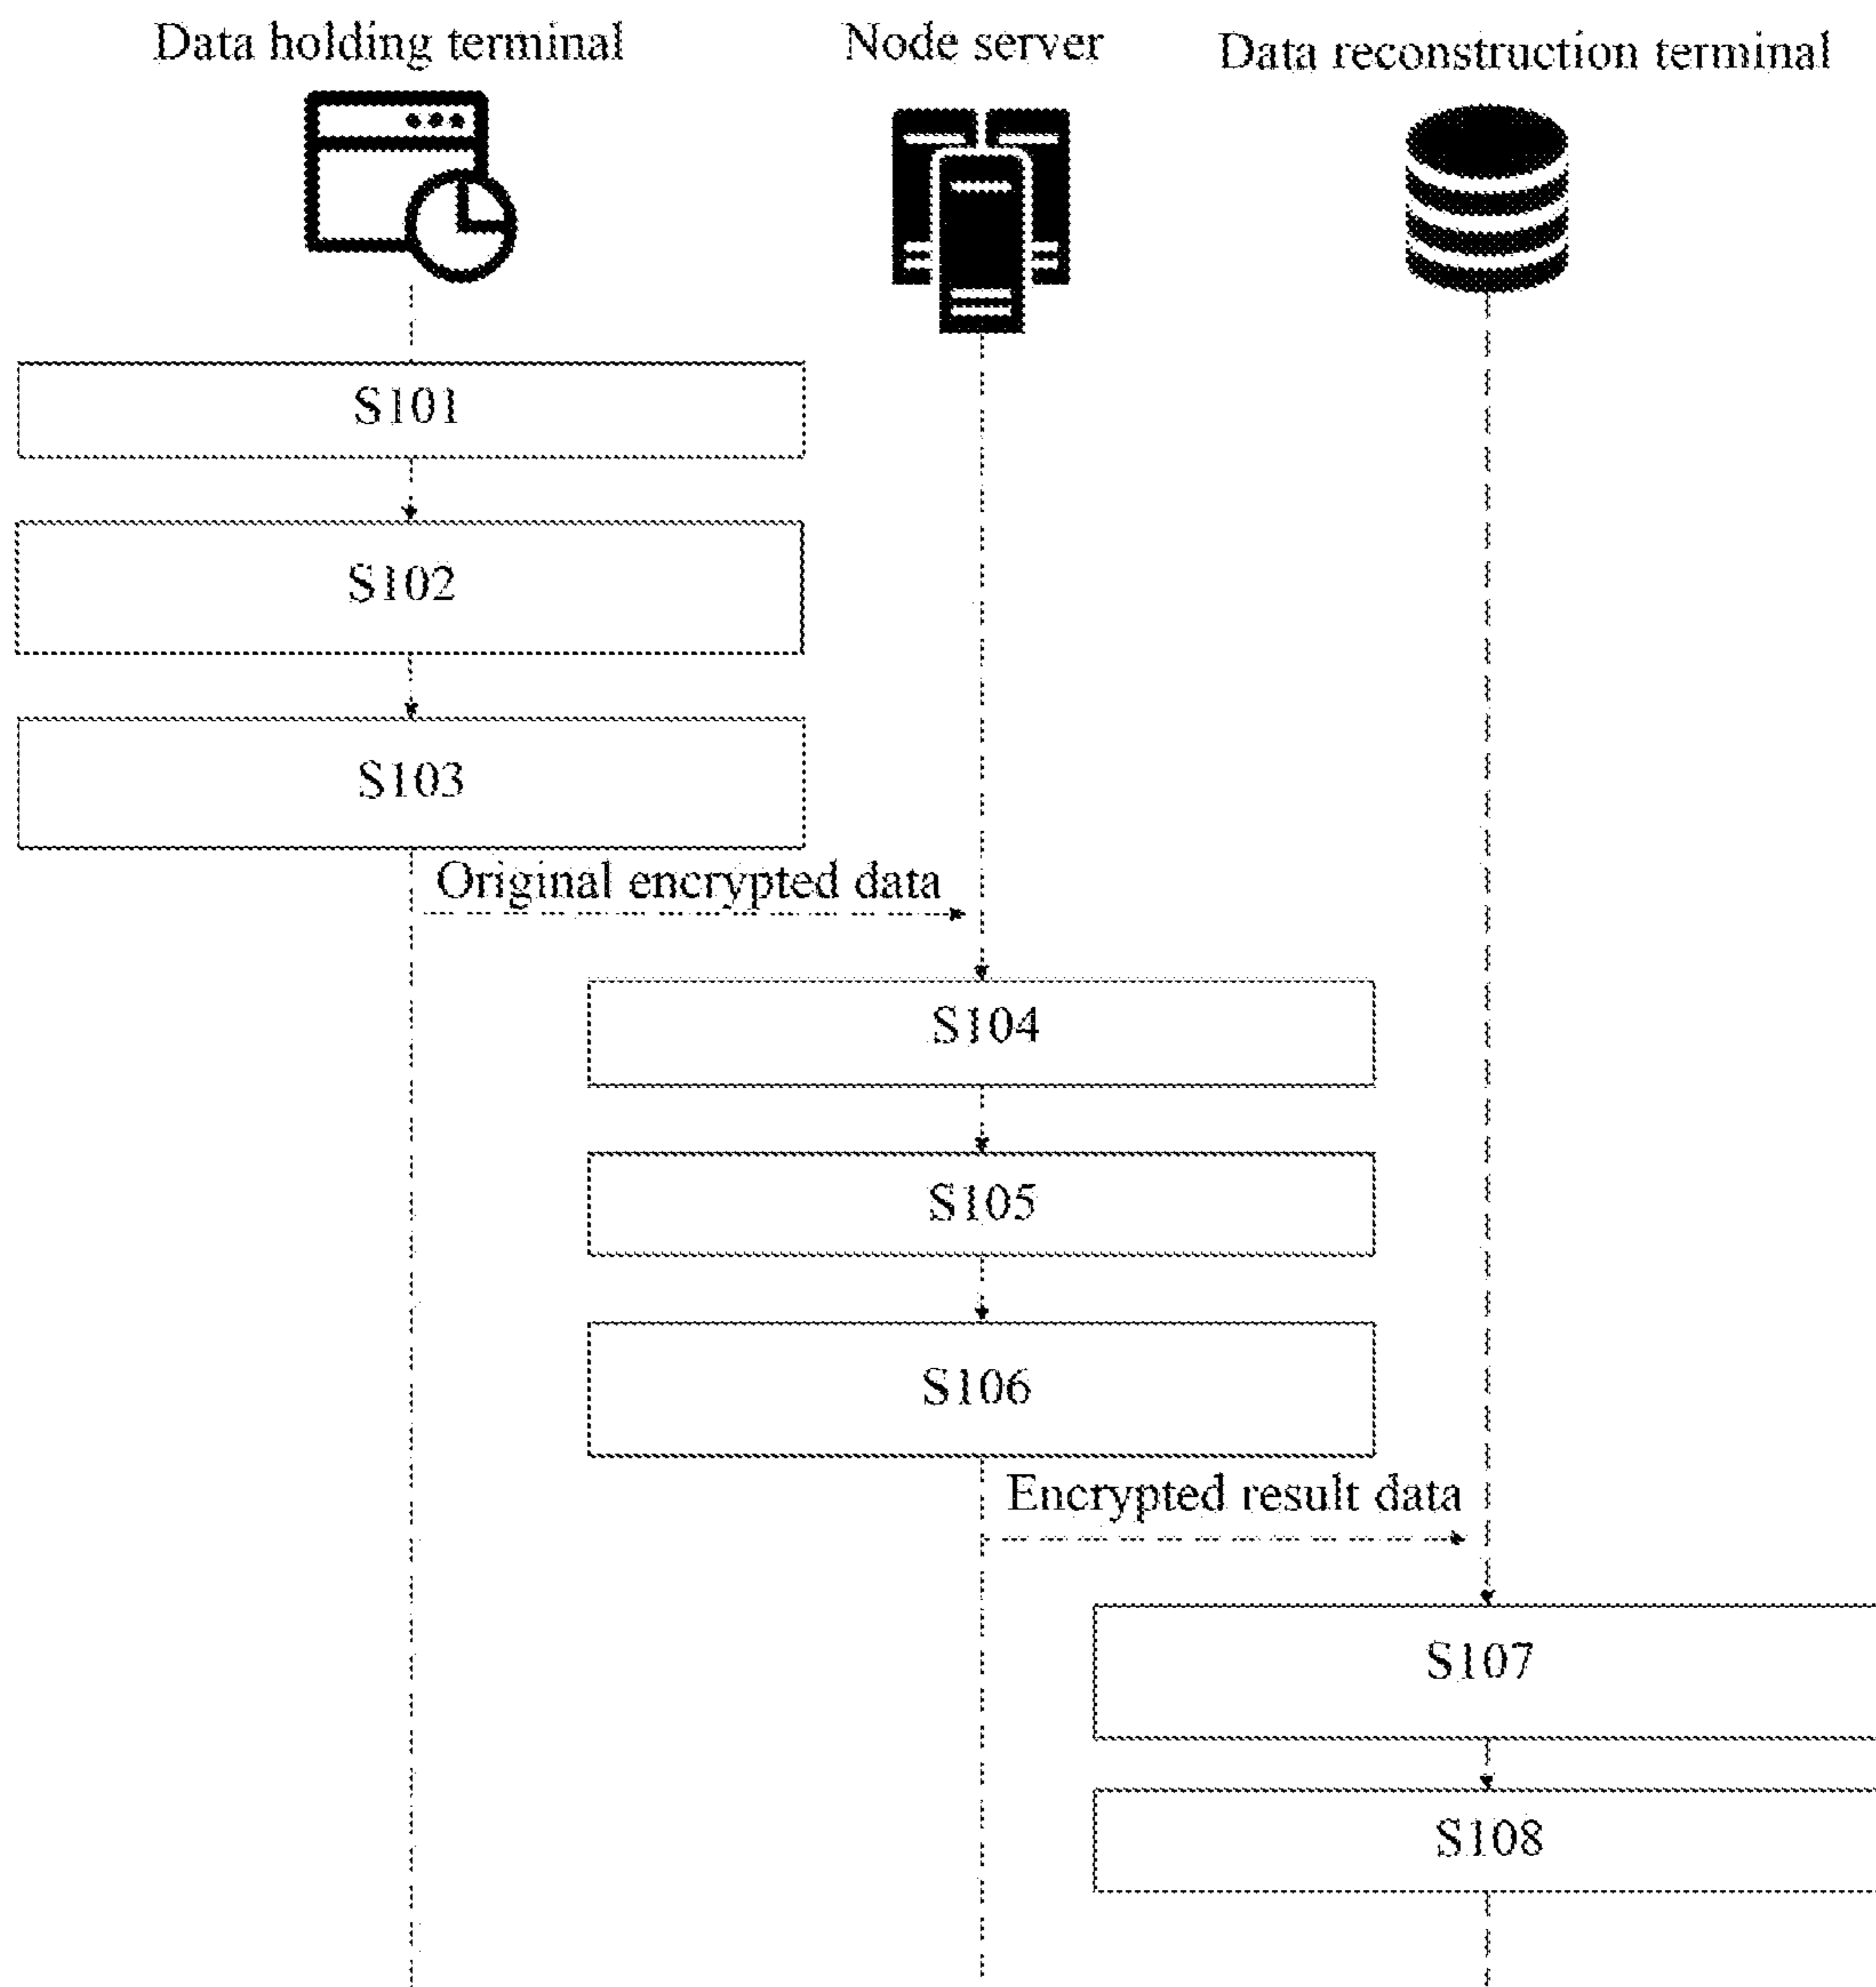 Data holding terminal
Node server
Data reconstruction terminal
S101
S102
S103
Original encrypted data
S104
S105
S106
Encrypted result data
S107
S108